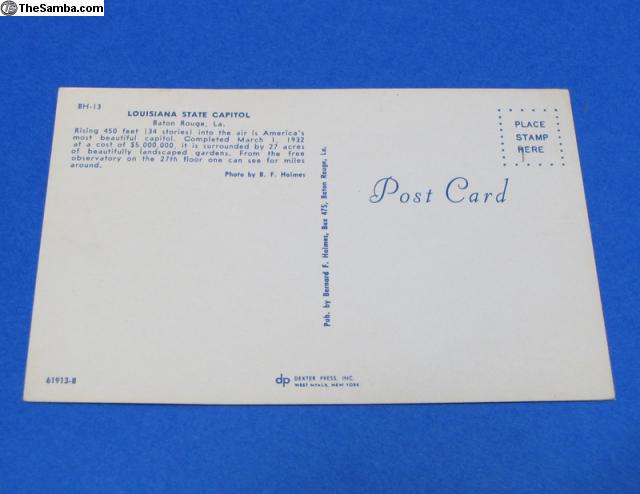 TheSamba.com
BH-13
LOUISIANA STATE CAPITOL
Baton Rouge, La.
Rising 450 feet (34 stories) into the air is America's
most beautiful capitol. Completed March 1, 1932
at a cost of $5,000,000, it is surrounded by 27 acres
of beautifully landscaped gardens. From the free
observatory on the 27th floor one can see for miles
around.
Photo by B. F. Holmes
Pub. by Bernard F. Holmes, Box 475, Baton Rouge, La.
PLACE
STAMP
HERE
Post Card
61913-B
dp DEXTER PRESS, INC.
WEST NYACK, NEW YORK